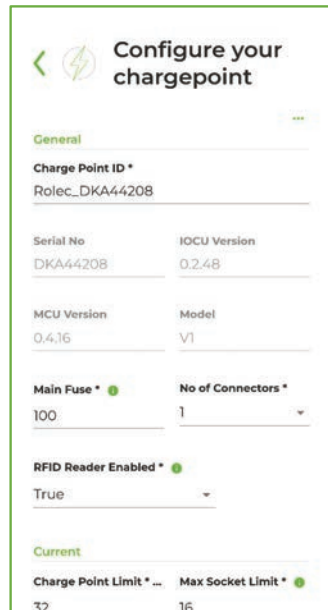 Configure your
chargepoint
General
Charge Point ID *
Rolec_DKA44208
Serial No IOCU Version
DKA44208 0.2.48
MCU Version Model
0.4.16 V1
Main Fuse * No of Connectors *
100 1
RFID Reader Enabled *
True
Current
Charge Point Limit * ... Max Socket Limit *
32 16